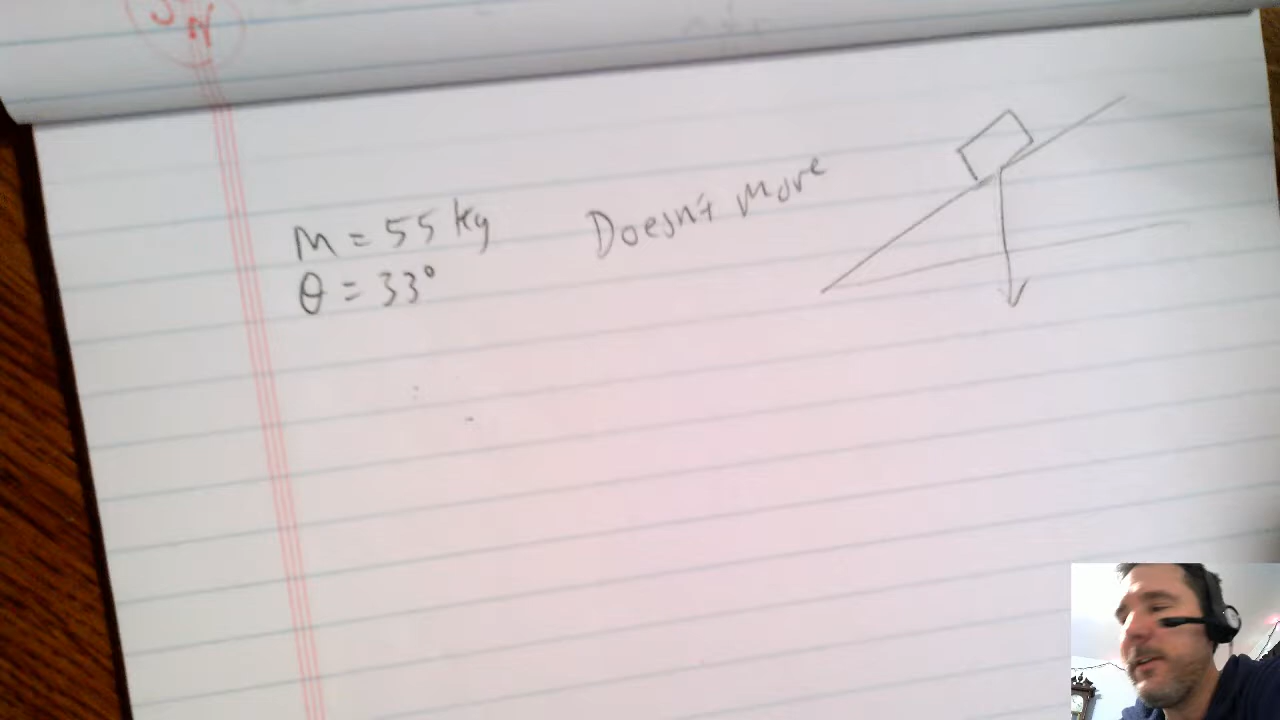 m = 55 kg
Doesn't Move
θ = 33°